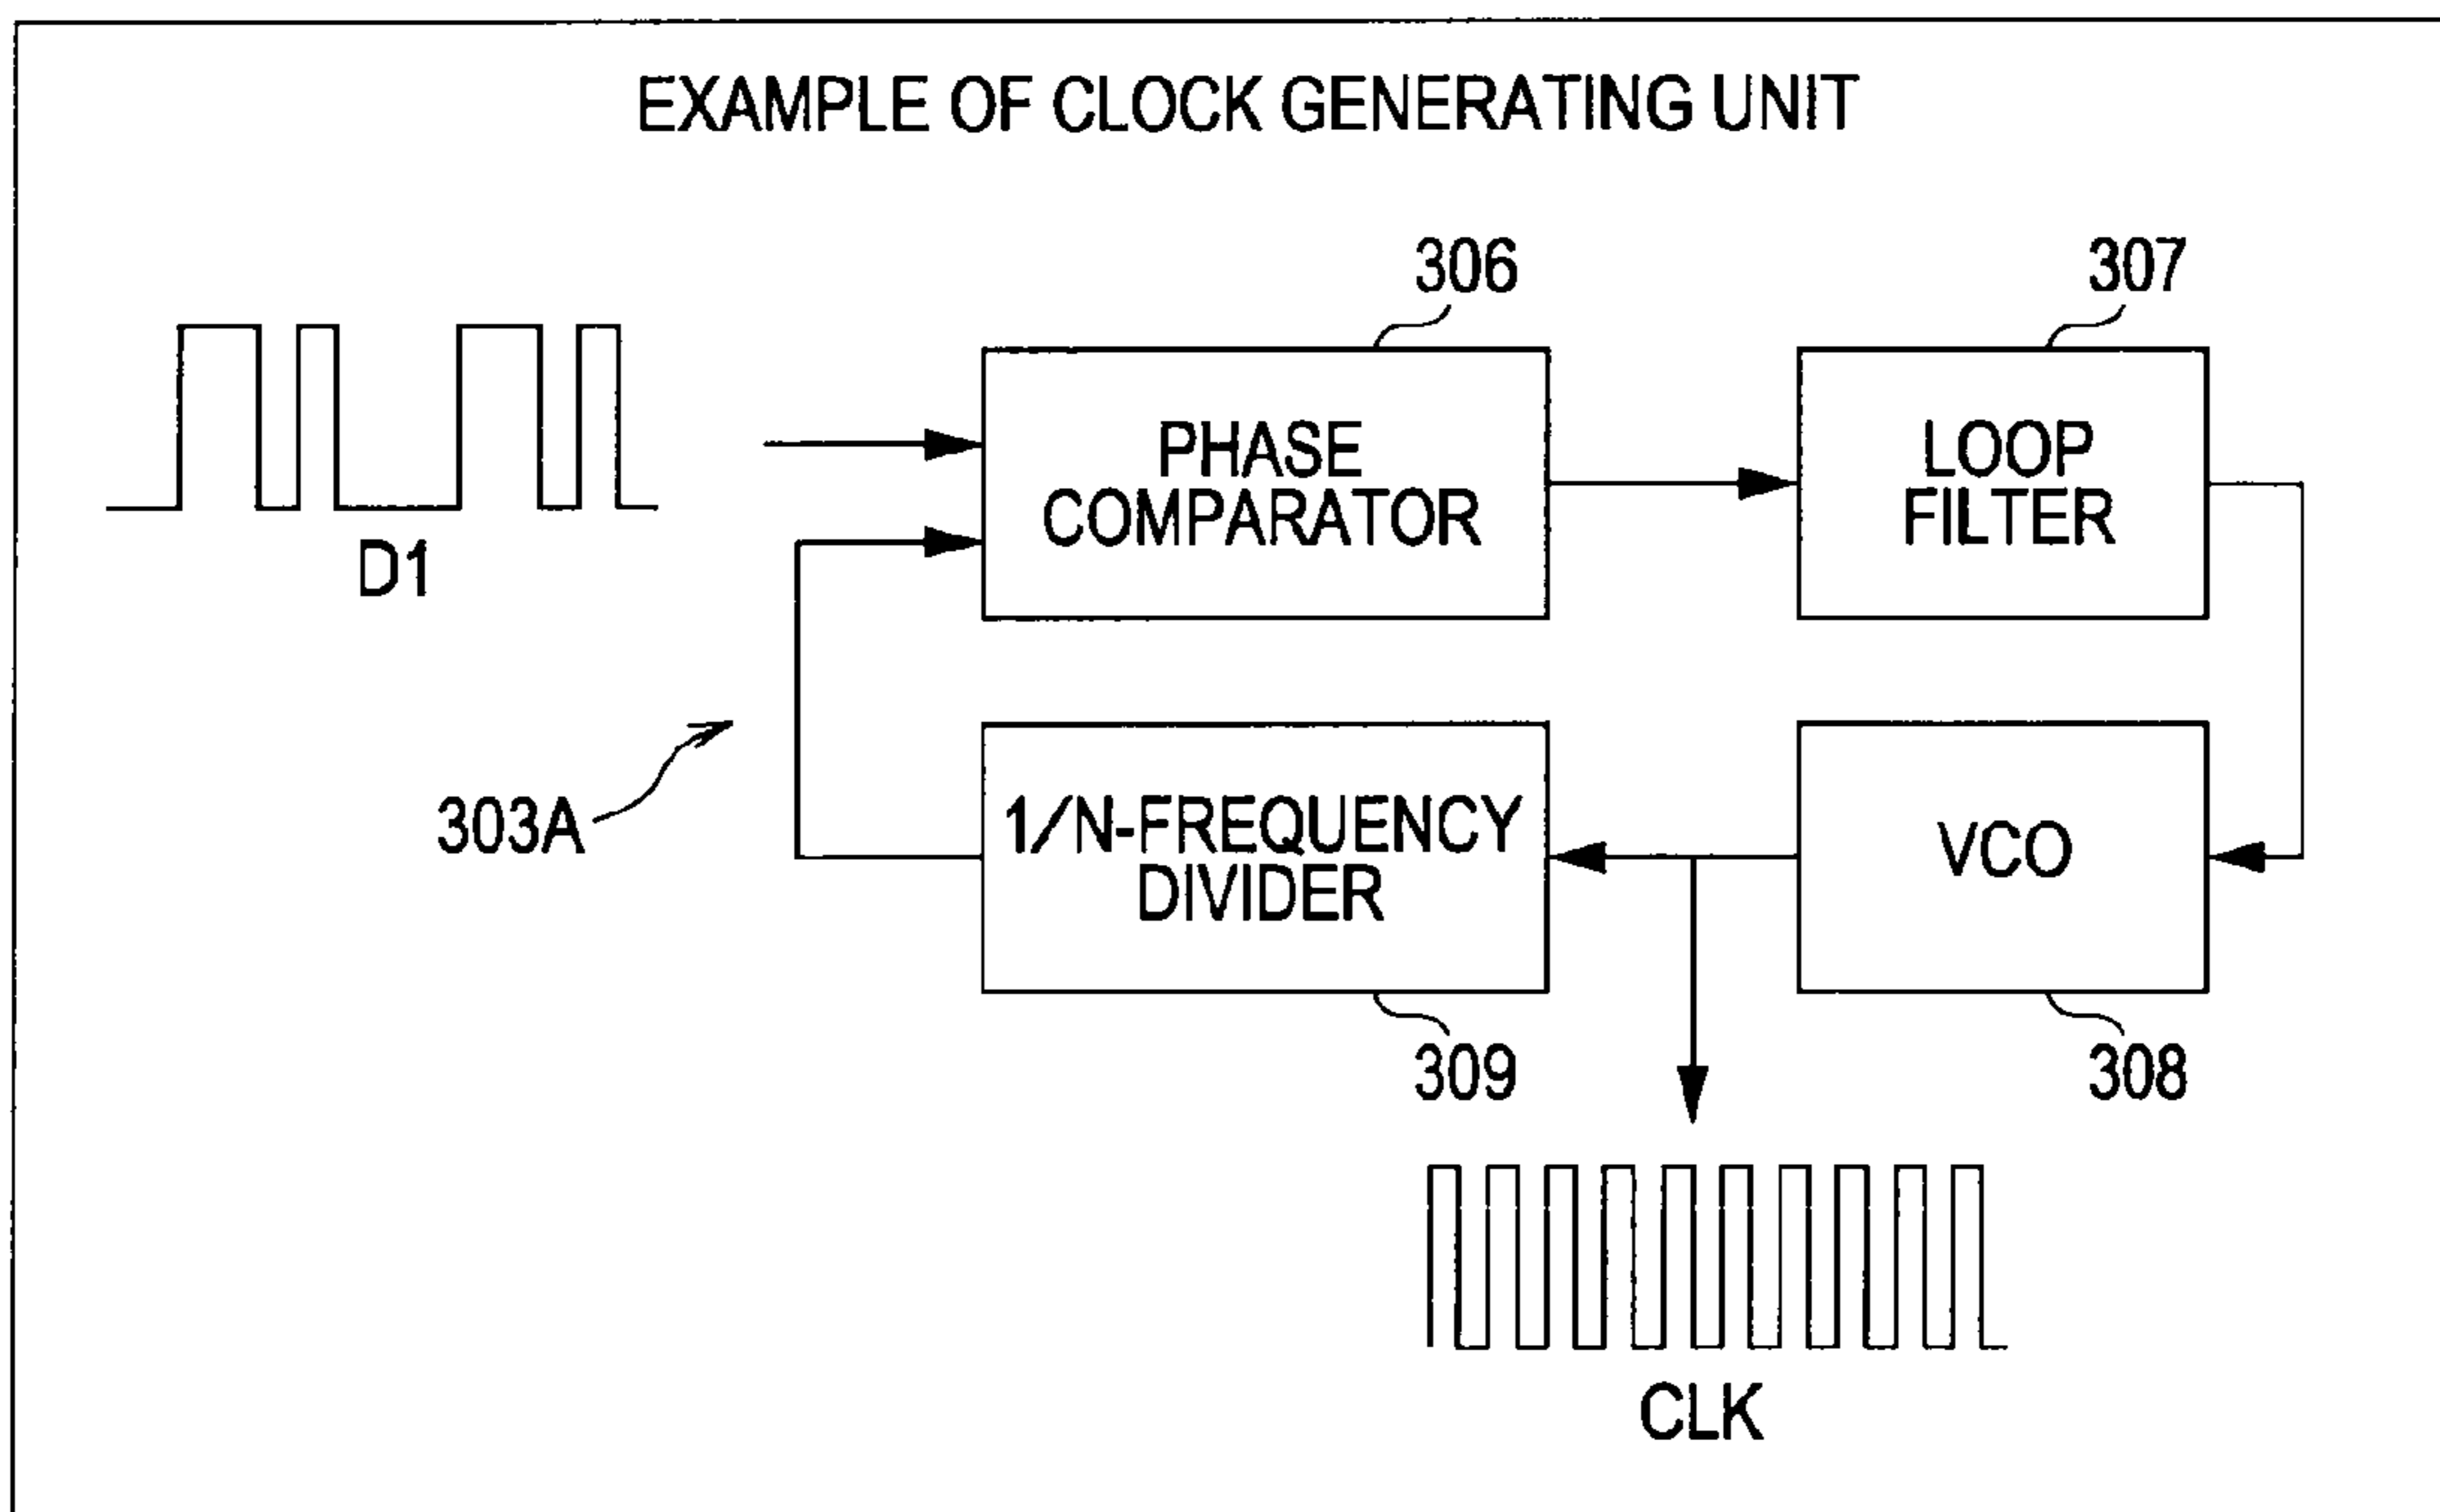 EXAMPLE OF CLOCK GENERATING UNIT
306
307
PHASE
COMPARATOR
LOOP
FILTER
D1
303A
1/N-FREQUENCY
DIVIDER
VCO
309
308
CLK